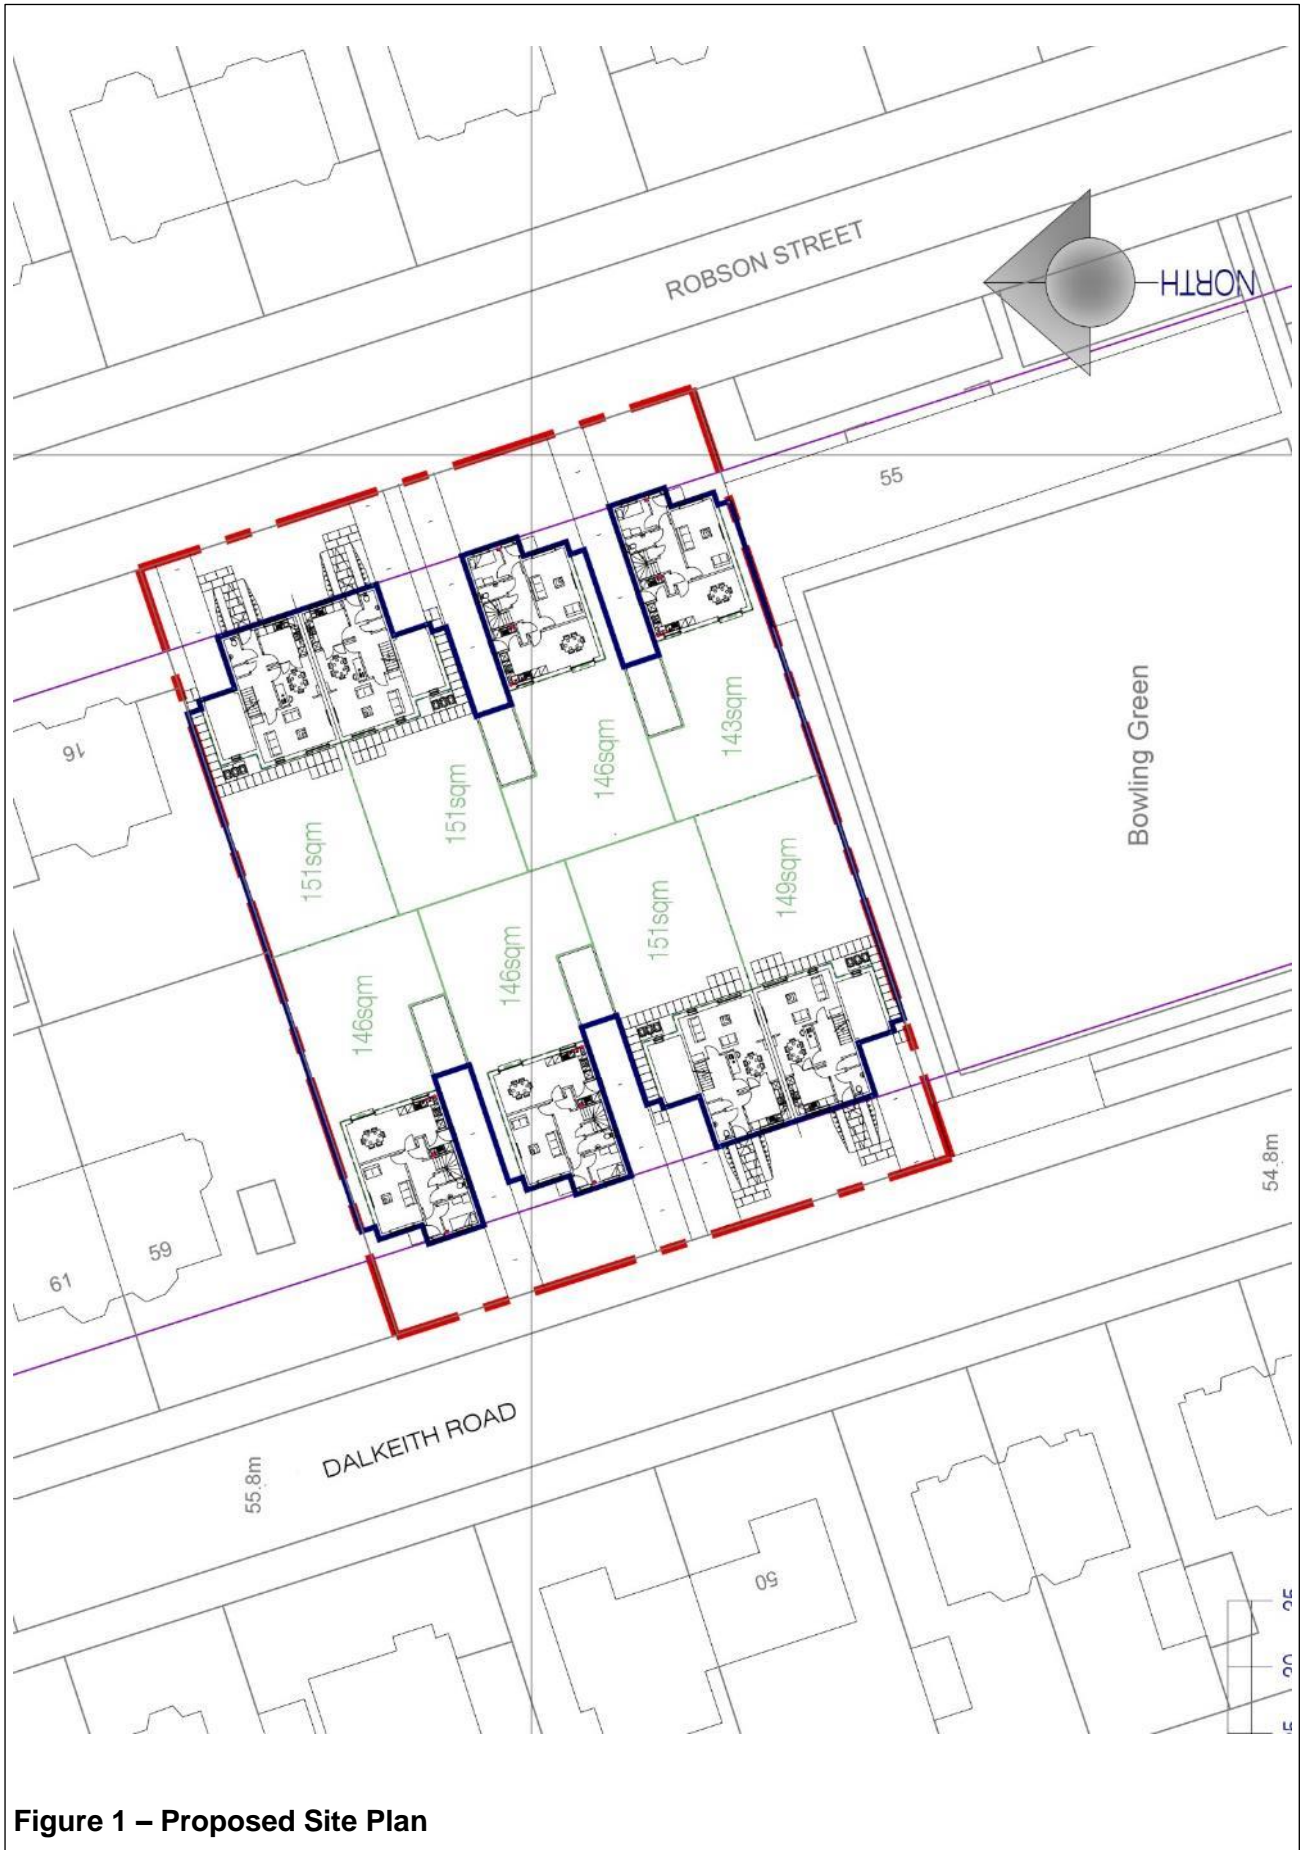 ROBSON STREET
NORTH
55
16
Bowling Green
143sqm
146sqm
151sqm
151sqm
149sqm
151sqm
146sqm
146sqm
54.8m
59
61
DALKEITH ROAD
55.8m
50
Figure 1 – Proposed Site Plan